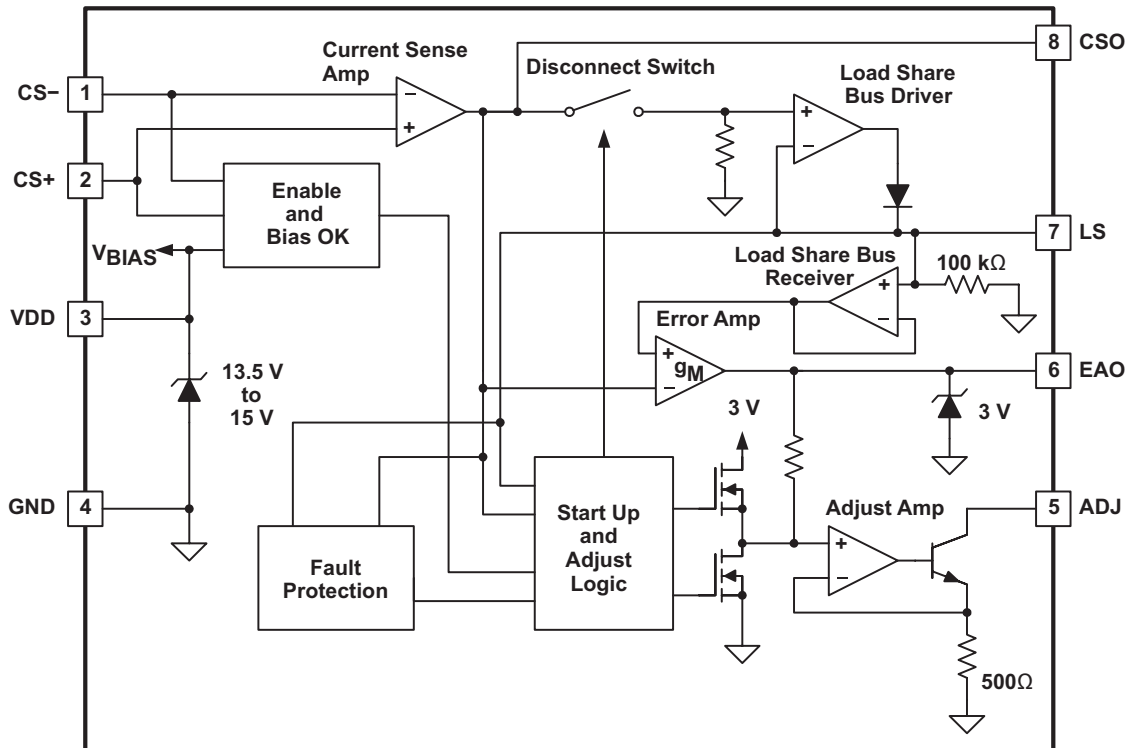 8 CSO
Current Sense
Amp
Disconnect Switch
Load Share
Bus Driver
CS− 1
−
+
+
−
CS+ 2
Enable
and
Bias OK
7 LS
VBIAS
Load Share Bus
Receiver
100 kΩ
+
−
VDD 3
Error Amp
+
gM
−
6 EAO
13.5 V
to
15 V
3 V
3 V
GND 4
Start Up
and
Adjust
Logic
Adjust Amp
5 ADJ
+
−
Fault
Protection
500Ω